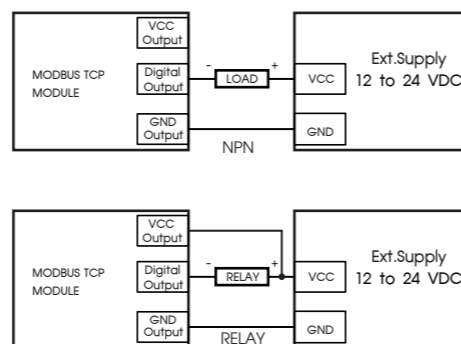 VCC
Output
MODBUS TCP
MODULE
Digital
Output
-
LOAD
+
VCC
Ext.Supply
12 to 24 VDC
GND
Output
GND
NPN
VCC
Output
MODBUS TCP
MODULE
Digital
Output
-
RELAY
+
VCC
Ext.Supply
12 to 24 VDC
GND
Output
GND
RELAY